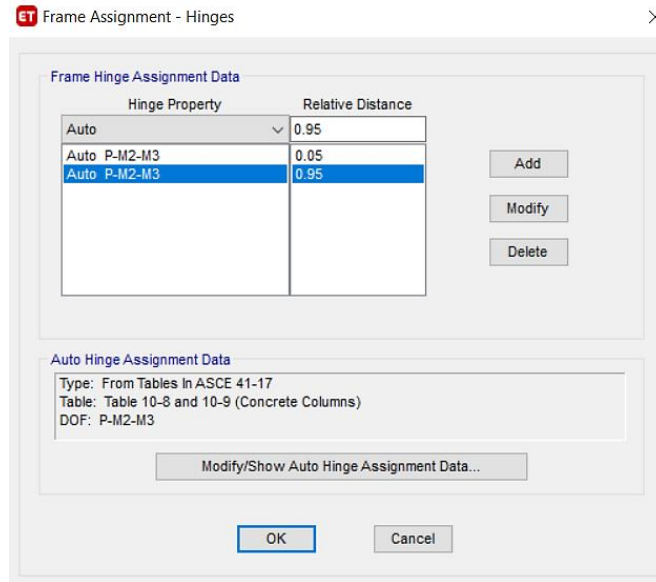 ET Frame Assignment - Hinges
Frame Hinge Assignment Data
Hinge Property Relative Distance
Auto 0.95
Auto P-M2-M3 0.05
Auto P-M2-M3 0.95
Add
Modify
Delete
Auto Hinge Assignment Data
Type: From Tables In ASCE 41-17
Table: Table 10-8 and 10-9 (Concrete Columns)
DOF: P-M2-M3
Modify/Show Auto Hinge Assignment Data...
OK Cancel